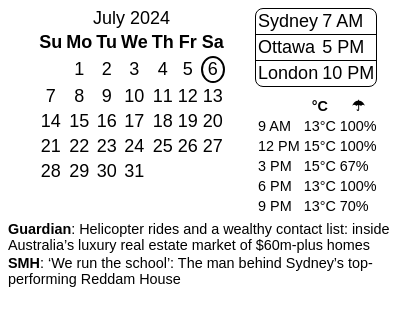 July 2024
Su Mo Tu We Th Fr Sa
1 2 3 4 5 6
7 8 9 10 11 12 13
14 15 16 17 18 19 20
21 22 23 24 25 26 27
28 29 30 31
Sydney 7 AM
Ottawa 5 PM
London 10 PM
°C ☂
9 AM 13°C 100%
12 PM 15°C 100%
3 PM 15°C 67%
6 PM 13°C 100%
9 PM 13°C 70%
Guardian: Helicopter rides and a wealthy contact list: inside
Australia’s luxury real estate market of $60m-plus homes
SMH: ‘We run the school’: The man behind Sydney’s top-
performing Reddam House